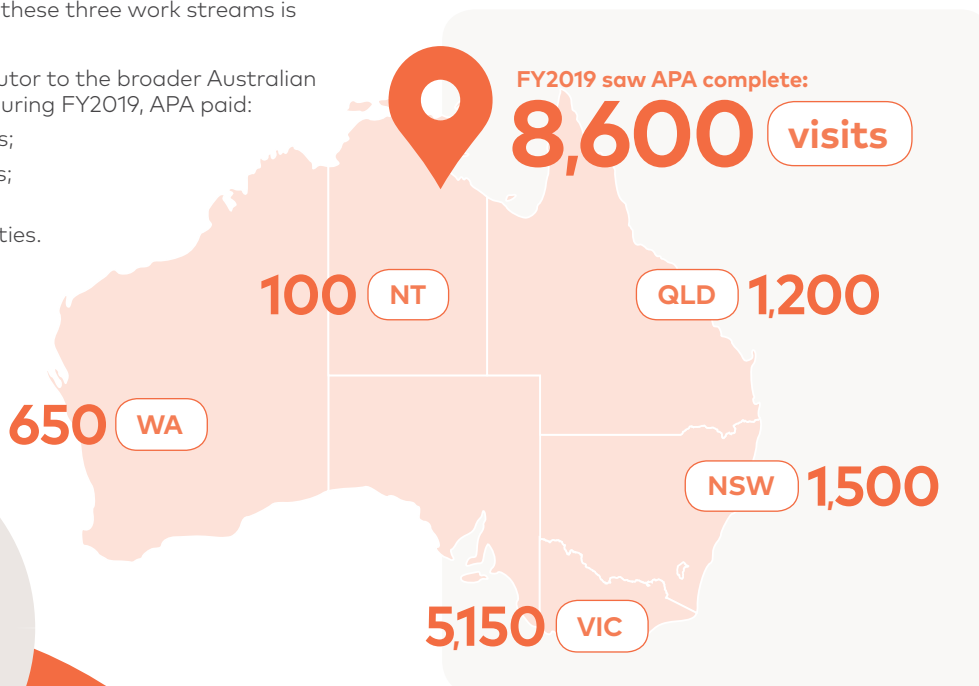 these three work streams is
utor to the broader Australian
uring FY2019, APA paid:
s;
s;
ties.
FY2019 saw APA complete:
8,600 visits
100 NT
QLD 1,200
650 WA
NSW 1,500
5,150 VIC